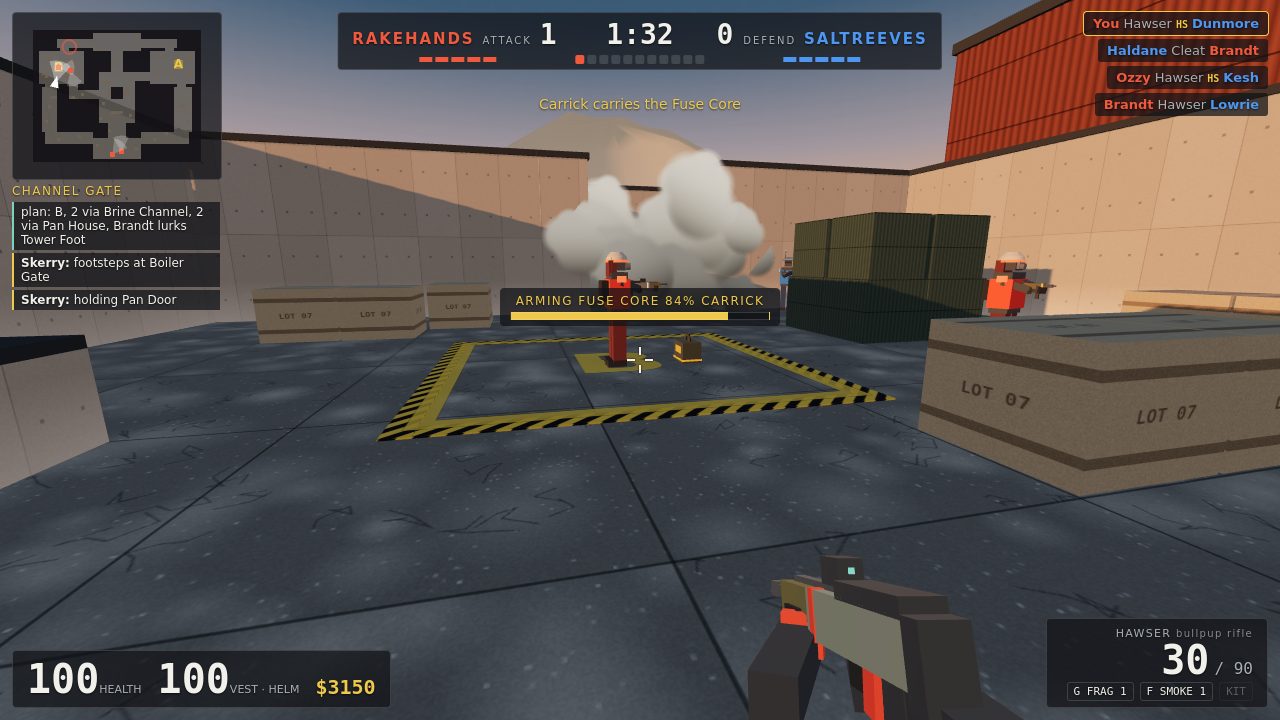 RAKEHANDS ATTACK 1 1:32 0 DEFEND SALTREEVES
You Hawser HS Dunmore
Haldane Cleat Brandt
Ozzy Hawser HS Kesh
Brandt Hawser Lowrie
B
A
Carrick carries the Fuse Core
CHANNEL GATE
plan: B, 2 via Brine Channel, 2
via Pan House, Brandt lurks
Tower Foot
Skerry: footsteps at Boiler
Gate
Skerry: holding Pan Door
ARMING FUSE CORE 84% CARRICK
LOT 07
LOT 07
LOT 07
LOT 07
LOT 07
100 HEALTH 100 VEST · HELM $3150
HAWSER bullpup rifle
30 / 90
G FRAG 1 F SMOKE 1 KIT